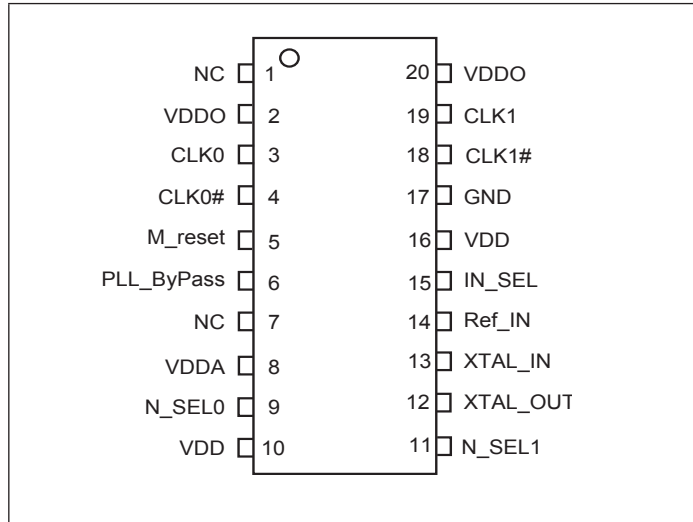 NC 1 20 VDDO
VDDO 2 19 CLK1
CLK0 3 18 CLK1#
CLK0# 4 17 GND
M_reset 5 16 VDD
PLL_ByPass 6 15 IN_SEL
NC 7 14 Ref_IN
VDDA 8 13 XTAL_IN
N_SEL0 9 12 XTAL_OUT
VDD 10 11 N_SEL1